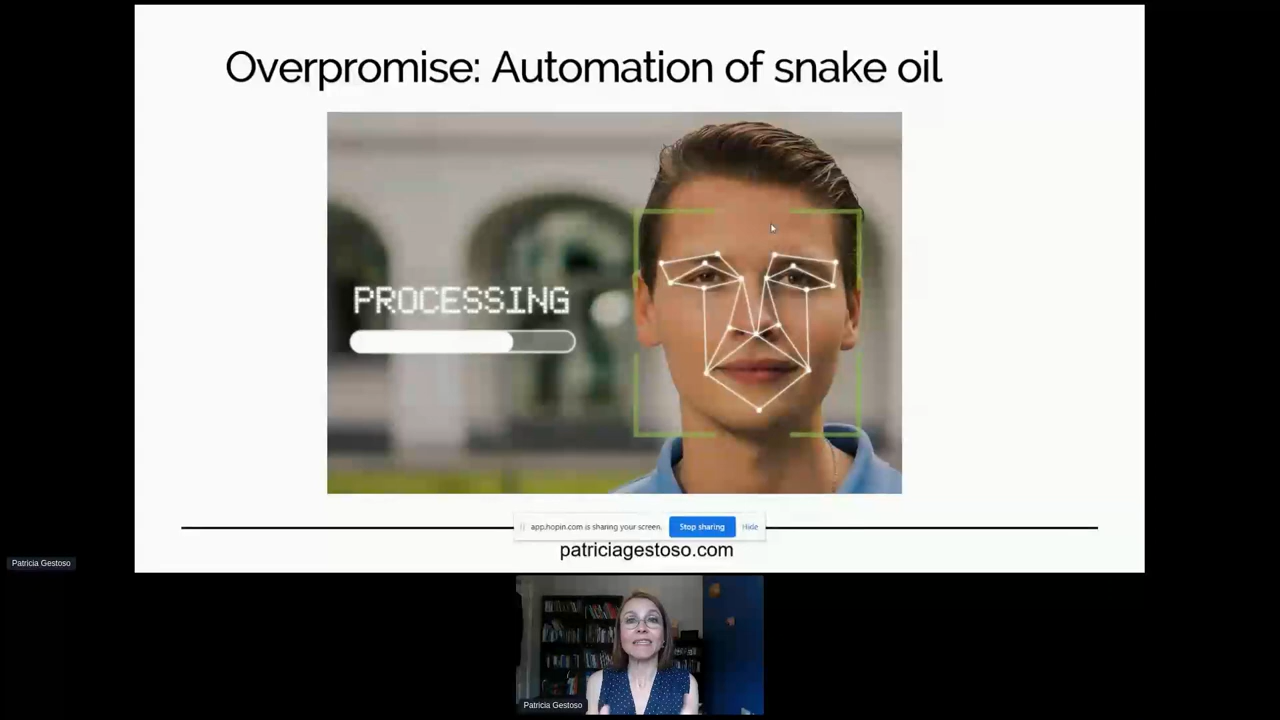 Overpromise: Automation of snake oil
PROCESSING
app.hopin.com is sharing your screen.
Stop sharing
Hide
patriciagestoso.com
Patricia Gestoso
Patricia Gestoso